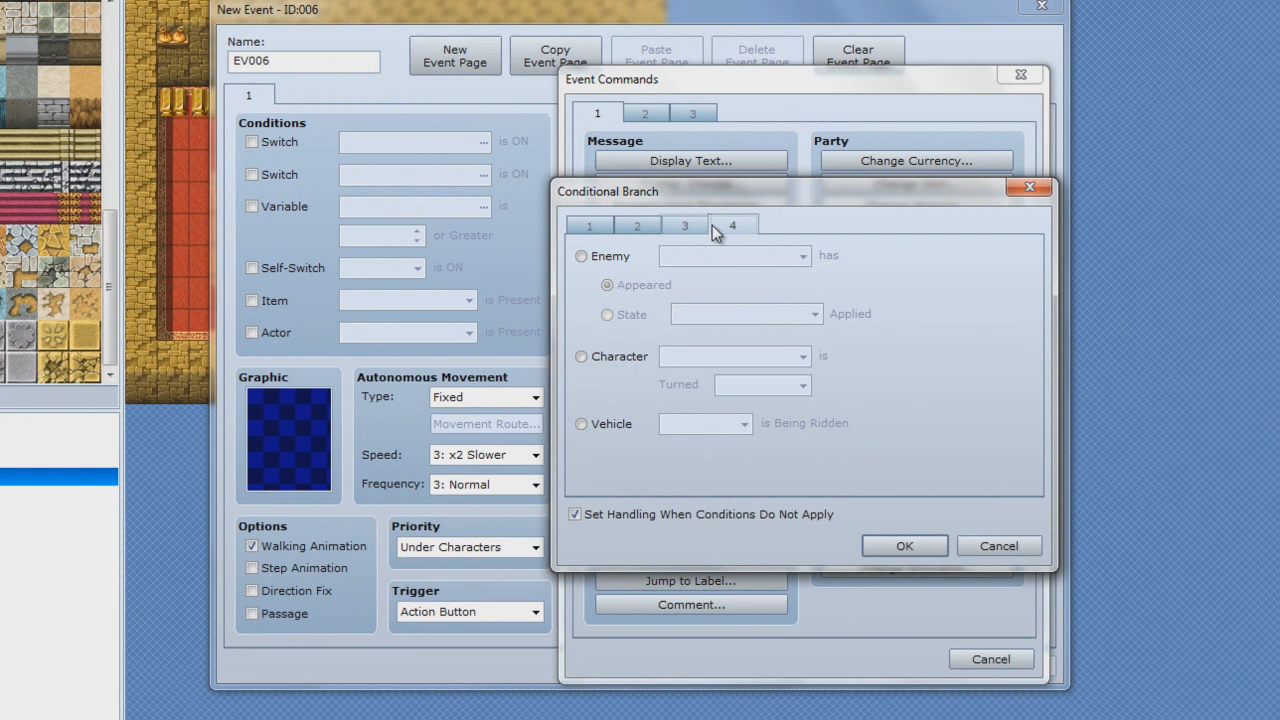 New Event - ID:006
Name:
EV006
New Event Page
Copy Event Page
Paste Event Page
Delete Event Page
Clear Event Page
1
Conditions
Switch ... is ON
Switch ... is ON
Variable ... is
or Greater
Self-Switch is ON
Item is Present
Actor is Present
Graphic
Autonomous Movement
Type: Fixed
Movement Route...
Speed: 3: x2 Slower
Frequency: 3: Normal
Options
Walking Animation
Step Animation
Direction Fix
Passage
Priority
Under Characters
Trigger
Action Button
Event Commands
1 2 3
Message
Display Text...
Party
Change Currency...
Conditional Branch
1 2 3 4
Enemy has
Appeared
State Applied
Character is
Turned
Vehicle is Being Ridden
Set Handling When Conditions Do Not Apply
OK Cancel
Jump to Label...
Comment...
Cancel